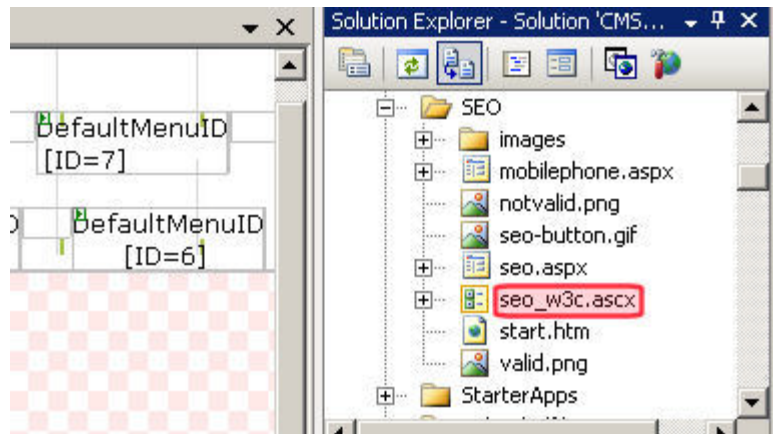 Solution Explorer - Solution 'CMS...
DefaultMenuID
[ID=7]
DefaultMenuID
[ID=6]
SEO
images
mobilephone.aspx
notvalid.png
seo-button.gif
seo.aspx
seo_w3c.ascx
start.htm
valid.png
StarterApps